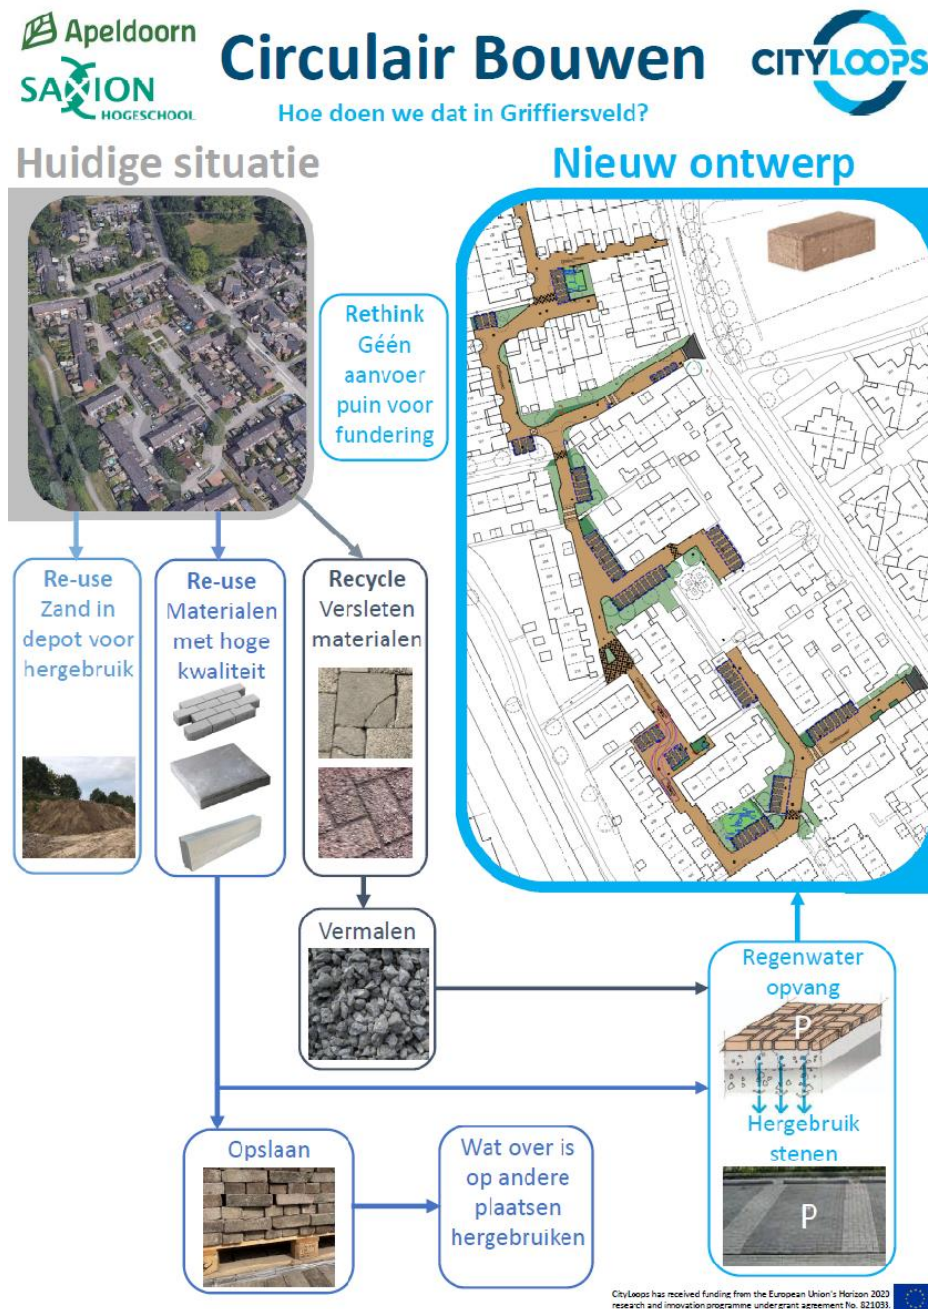 Apeldoorn
SAXION
HOGESCHOOL
Circulair Bouwen
Hoe doen we dat in Griffiersveld?
CITYLOOPS
Huidige situatie
Nieuw ontwerp
Rethink
Géén
aanvoer
puin voor
fundering
Re-use
Zand in
depot voor
hergebruik
Re-use
Materialen
met hoge
kwaliteit
Recycle
Versleten
materialen
Vermalen
Regenwater
opvang
P
Hergebruik
stenen
P
Opslaan
Wat over is
op andere
plaatsen
hergebruiken
CityLoops has received funding from the European Union's Horizon 2020
research and innovation programme under grant agreement No. 821033.